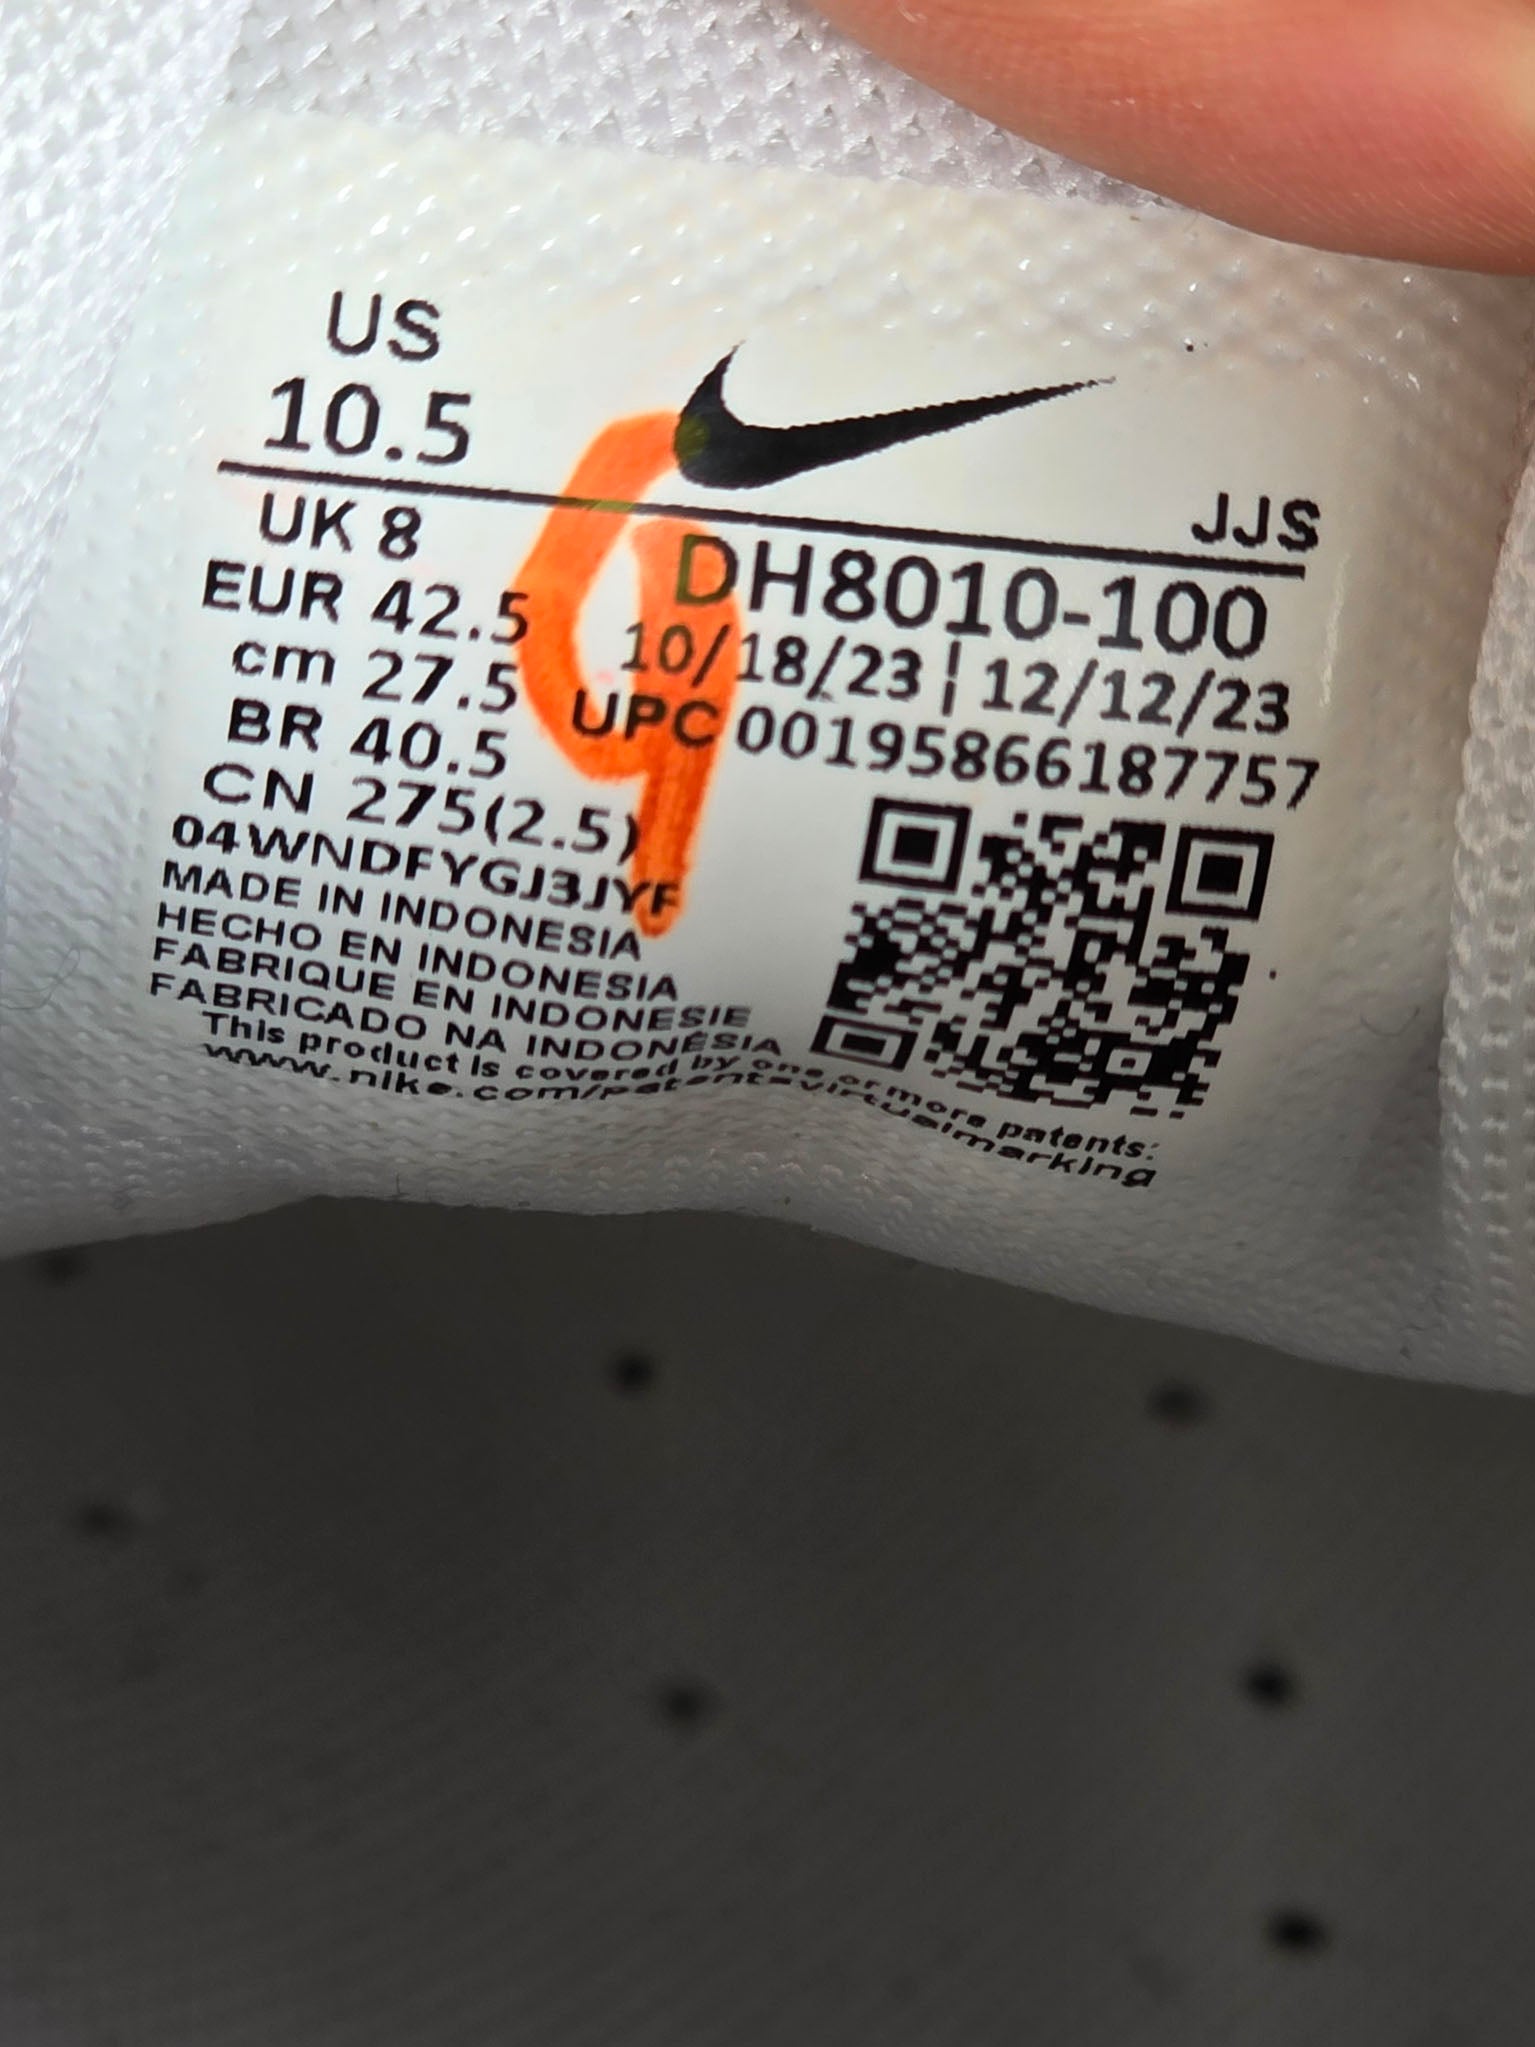 US
10.5
JJS
UK 8
EUR 42.5
cm 27.5
BR 40.5
CN 275(2.5)
04WNDFYGJ3JYF
MADE IN INDONESIA
HECHO EN INDONESIA
FABRIQUE EN INDONESIE
FABRICADO NA INDONÉSIA
DH8010-100
10/18/23 | 12/12/23
UPC 00195866187757
9
This product is covered by one or more patents:
www.nike.com/patent-virtualmarking